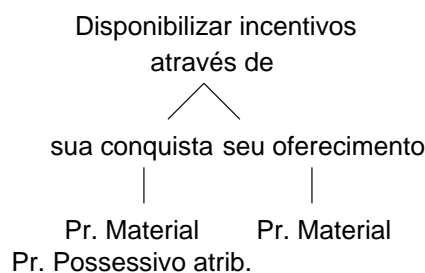 Disponibilizar incentivos
através de
sua conquista seu oferecimento
Pr. Material Pr. Material
Pr. Possessivo atrib.